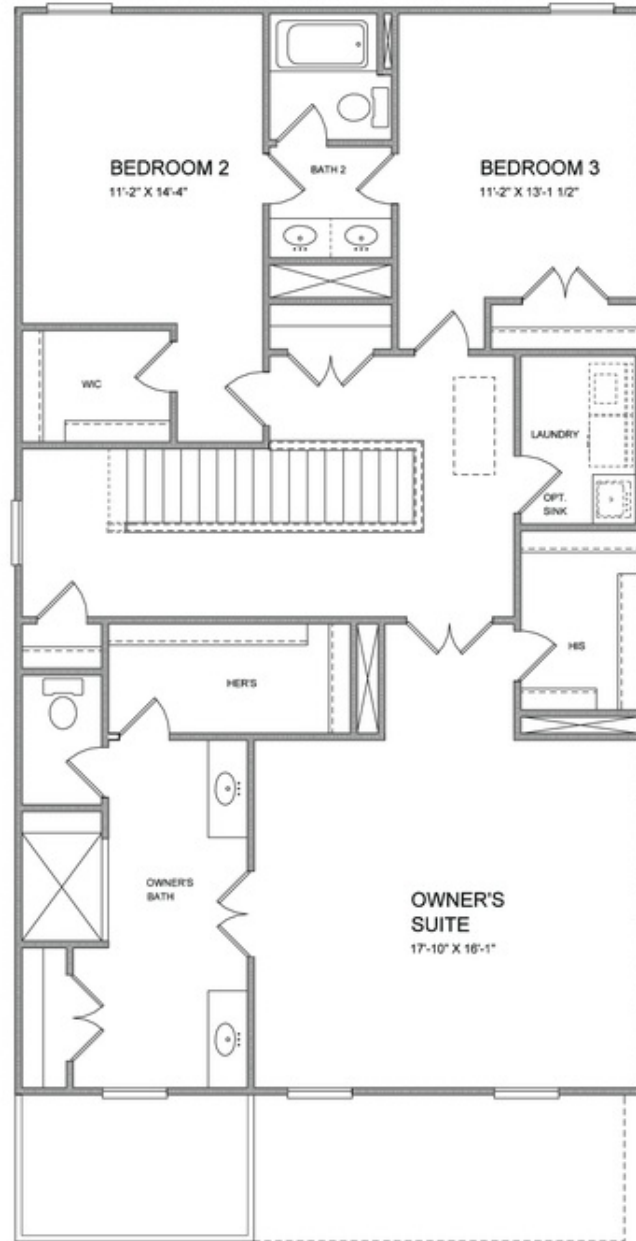 BEDROOM 2
11'-2" X 14'-4"
BATH 2
BEDROOM 3
11'-2" X 13'-1 1/2"
WIC
LAUNDRY
OPT.
SINK
HIS
HER'S
OWNER'S
BATH
OWNER'S
SUITE
17'-10" X 16'-1"